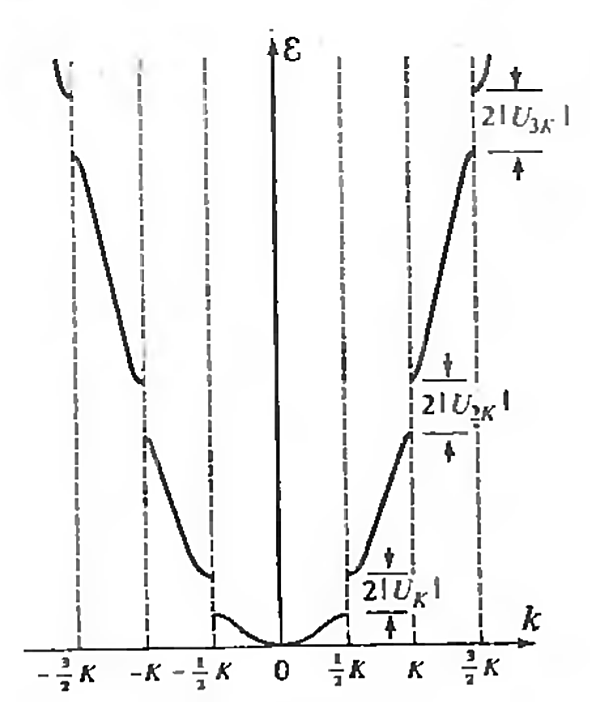 ε
2|U₃ₖ|
2|U₂ₖ|
2|Uₖ|
k
-3/2 K -K -1/2 K 0 1/2 K K 3/2 K